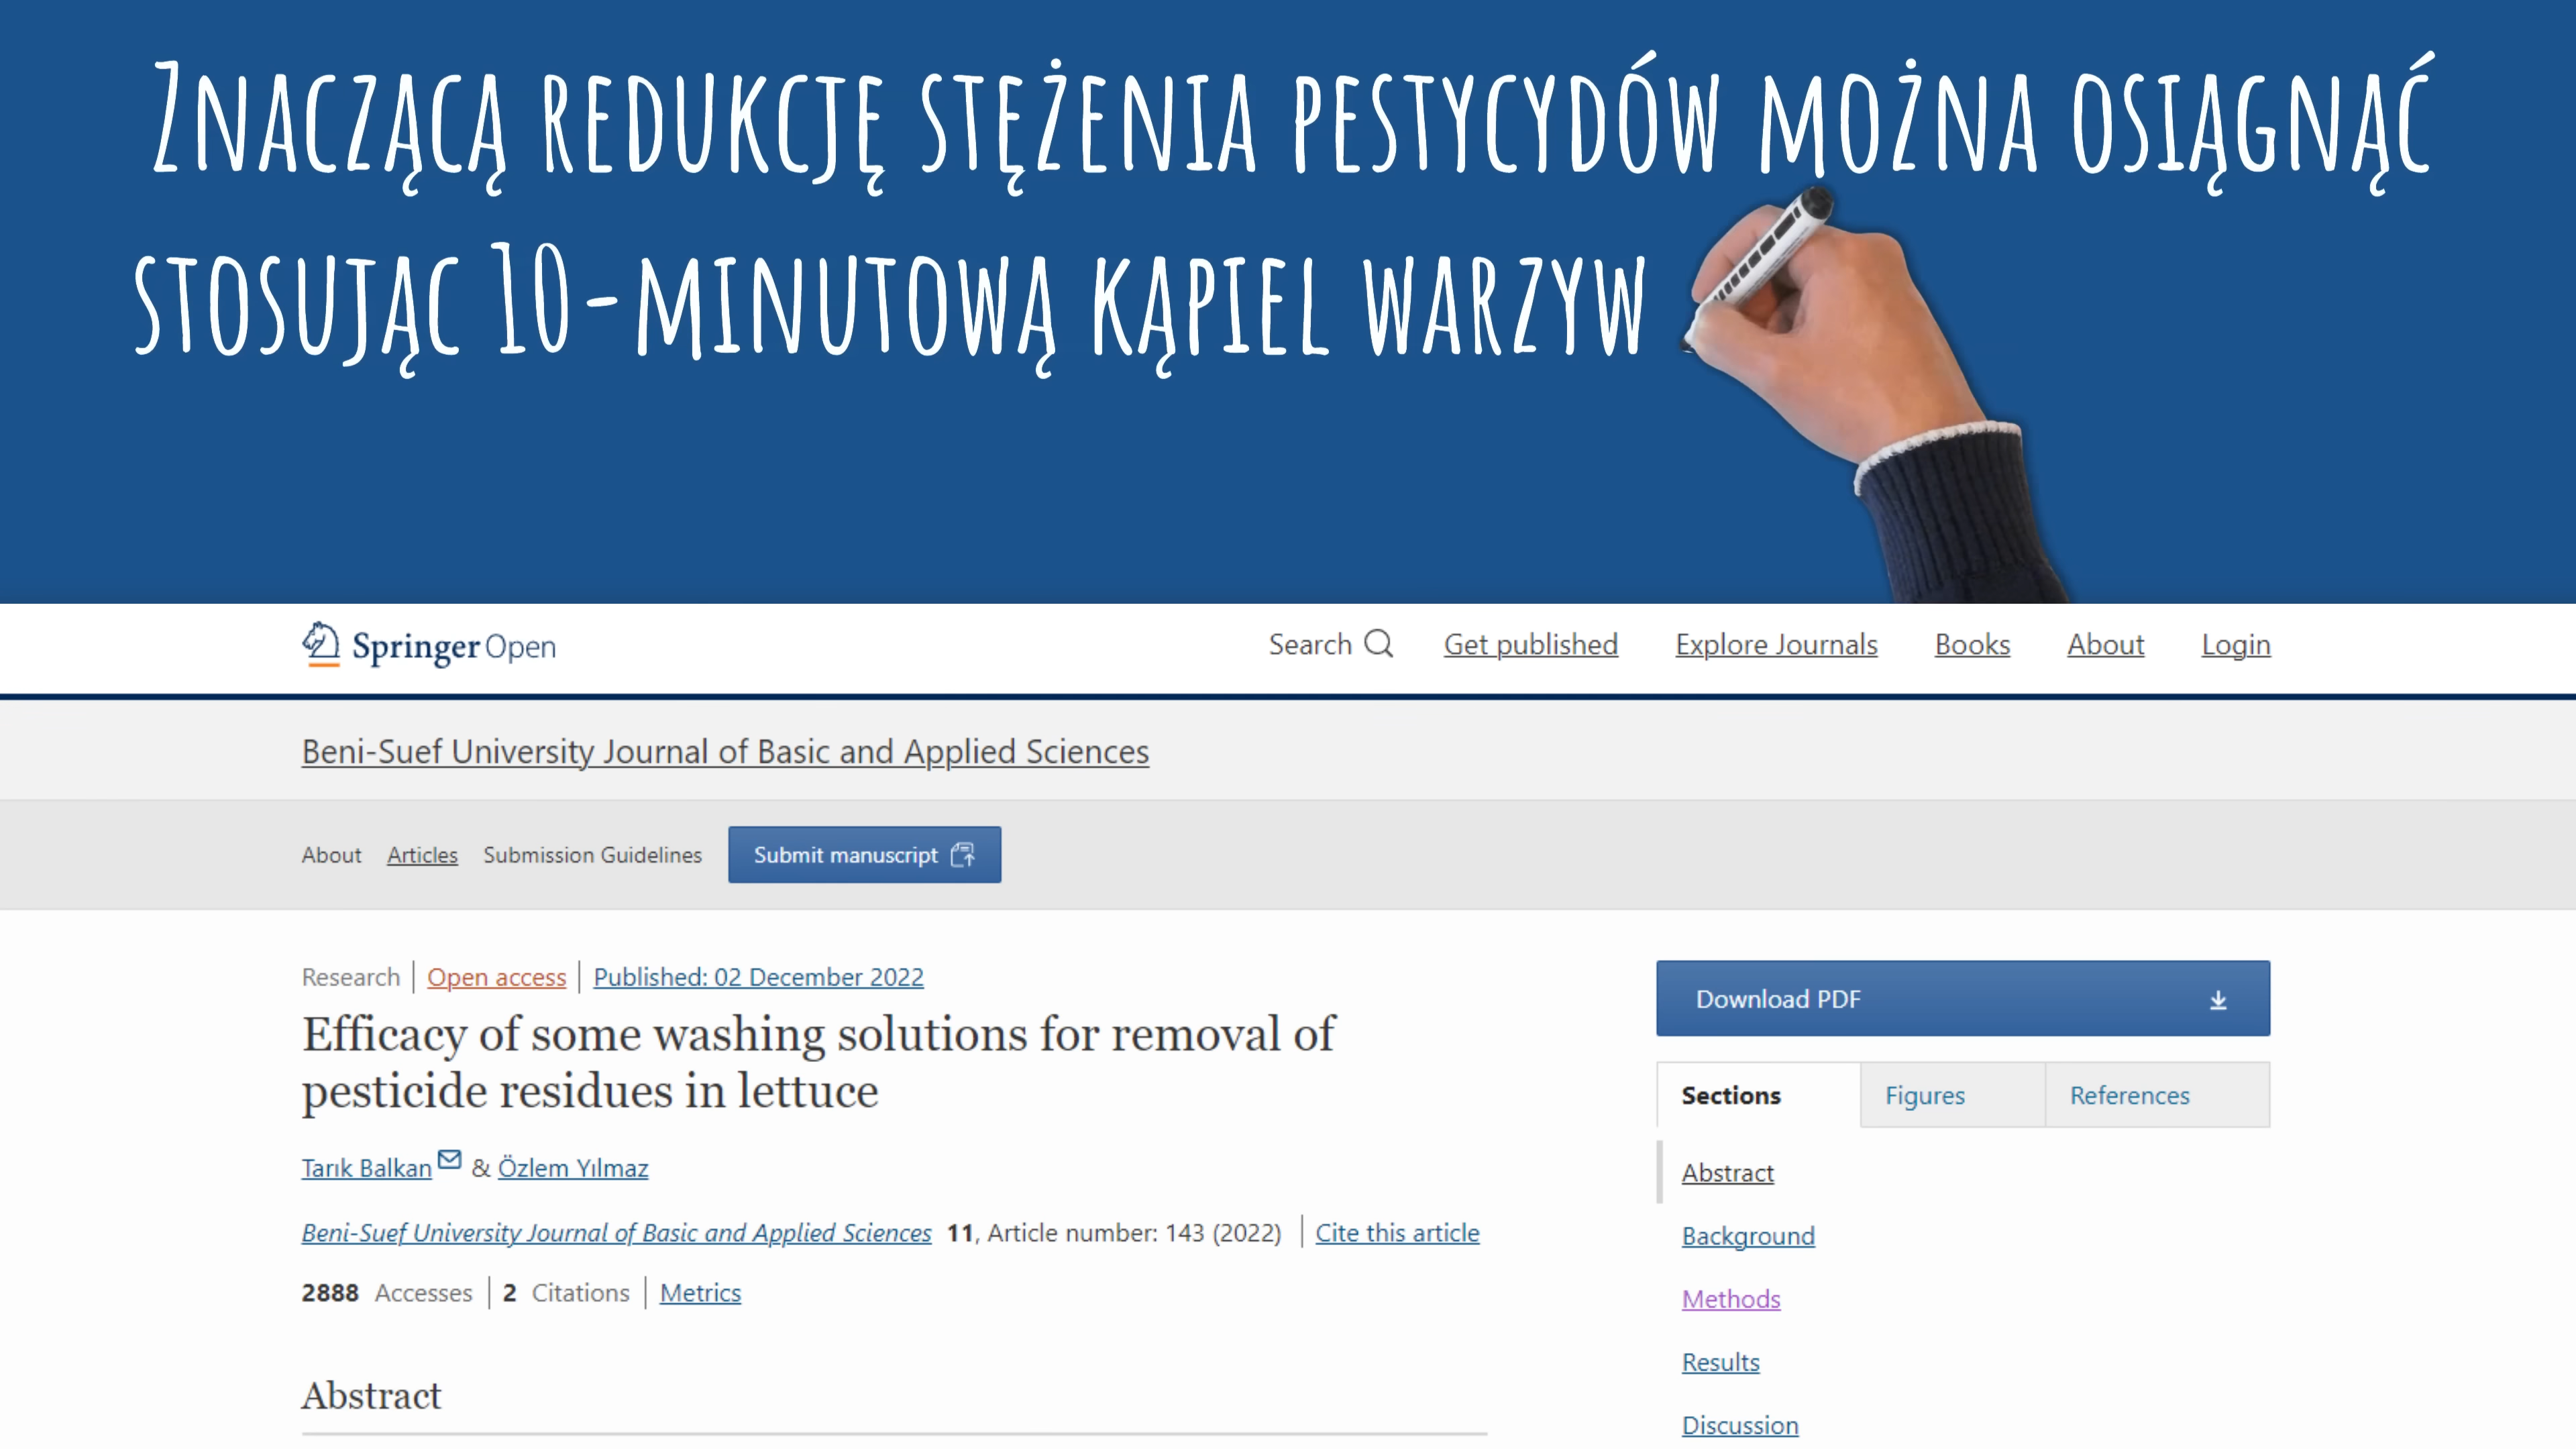 Znaczącą redukcję stężenia pestycydów można osiągnąć
stosując 10-minutową kąpiel warzyw
Springer Open
Search Get published Explore Journals Books About Login
Beni-Suef University Journal of Basic and Applied Sciences
About Articles Submission Guidelines Submit manuscript
Research | Open access | Published: 02 December 2022
Efficacy of some washing solutions for removal of
pesticide residues in lettuce
Tarık Balkan & Özlem Yılmaz
Beni-Suef University Journal of Basic and Applied Sciences 11, Article number: 143 (2022) | Cite this article
2888 Accesses | 2 Citations | Metrics
Abstract
Download PDF
Sections Figures References
Abstract
Background
Methods
Results
Discussion